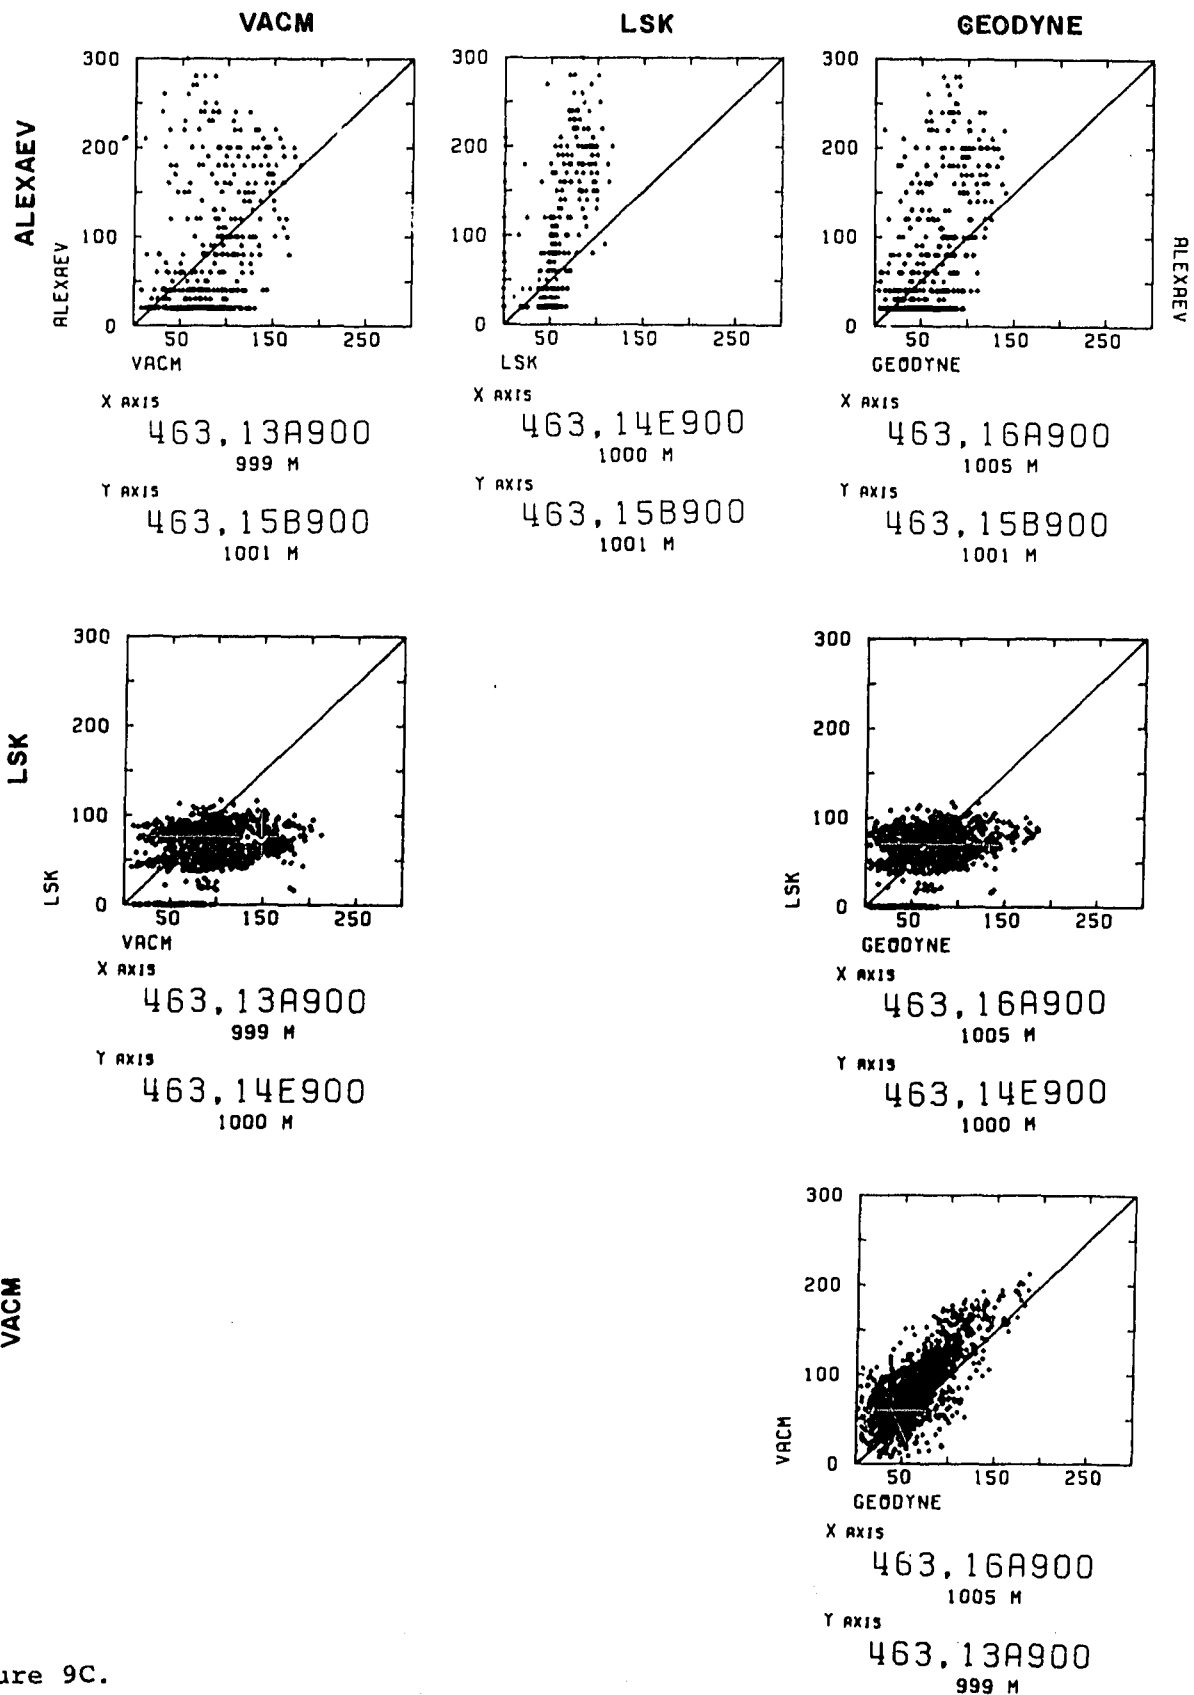 VACM LSK GEODYNE
ALEXAEV
300 300 300
200 200 200
100 100 100
0 0 0
ALEXAEV
ALEXAEV
50 150 250 50 150 250 50 150 250
VACM LSK GEODYNE
X AXIS X AXIS X AXIS
463,13A900 463,14E900 463,16A900
999 M 1000 M 1005 M
Y AXIS Y AXIS Y AXIS
463,15B900 463,15B900 463,15B900
1001 M 1001 M 1001 M
LSK
300 300
200 200
100 100
0 0
LSK LSK
50 150 250 50 150 250
VACM GEODYNE
X AXIS X AXIS
463,13A900 463,16A900
999 M 1005 M
Y AXIS Y AXIS
463,14E900 463,14E900
1000 M 1000 M
VACM
300
200
100
0
VACM
50 150 250
GEODYNE
X AXIS
463,16A900
1005 M
Y AXIS
463,13A900
999 M
ure 9C.